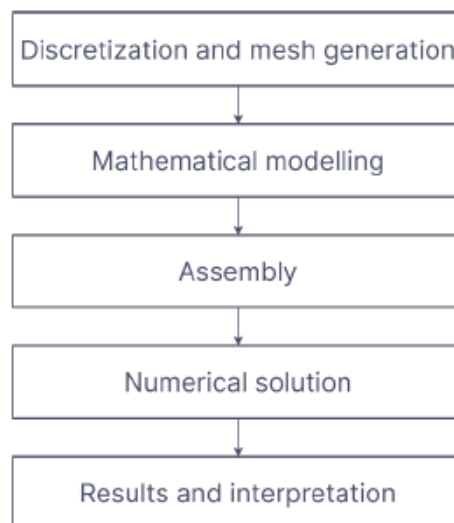 Discretization and mesh generation
Mathematical modelling
Assembly
Numerical solution
Results and interpretation